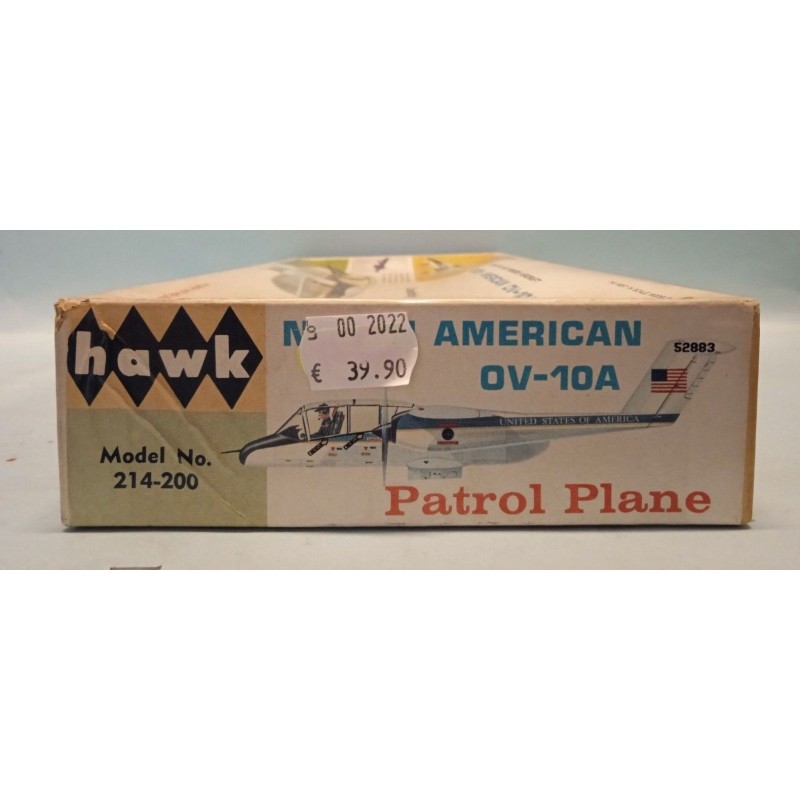 hawk
Model No.
214-200
AMERICAN
OV-10A
00 2022
€ 39.90
52883
UNITED STATES OF AMERICA
Patrol Plane